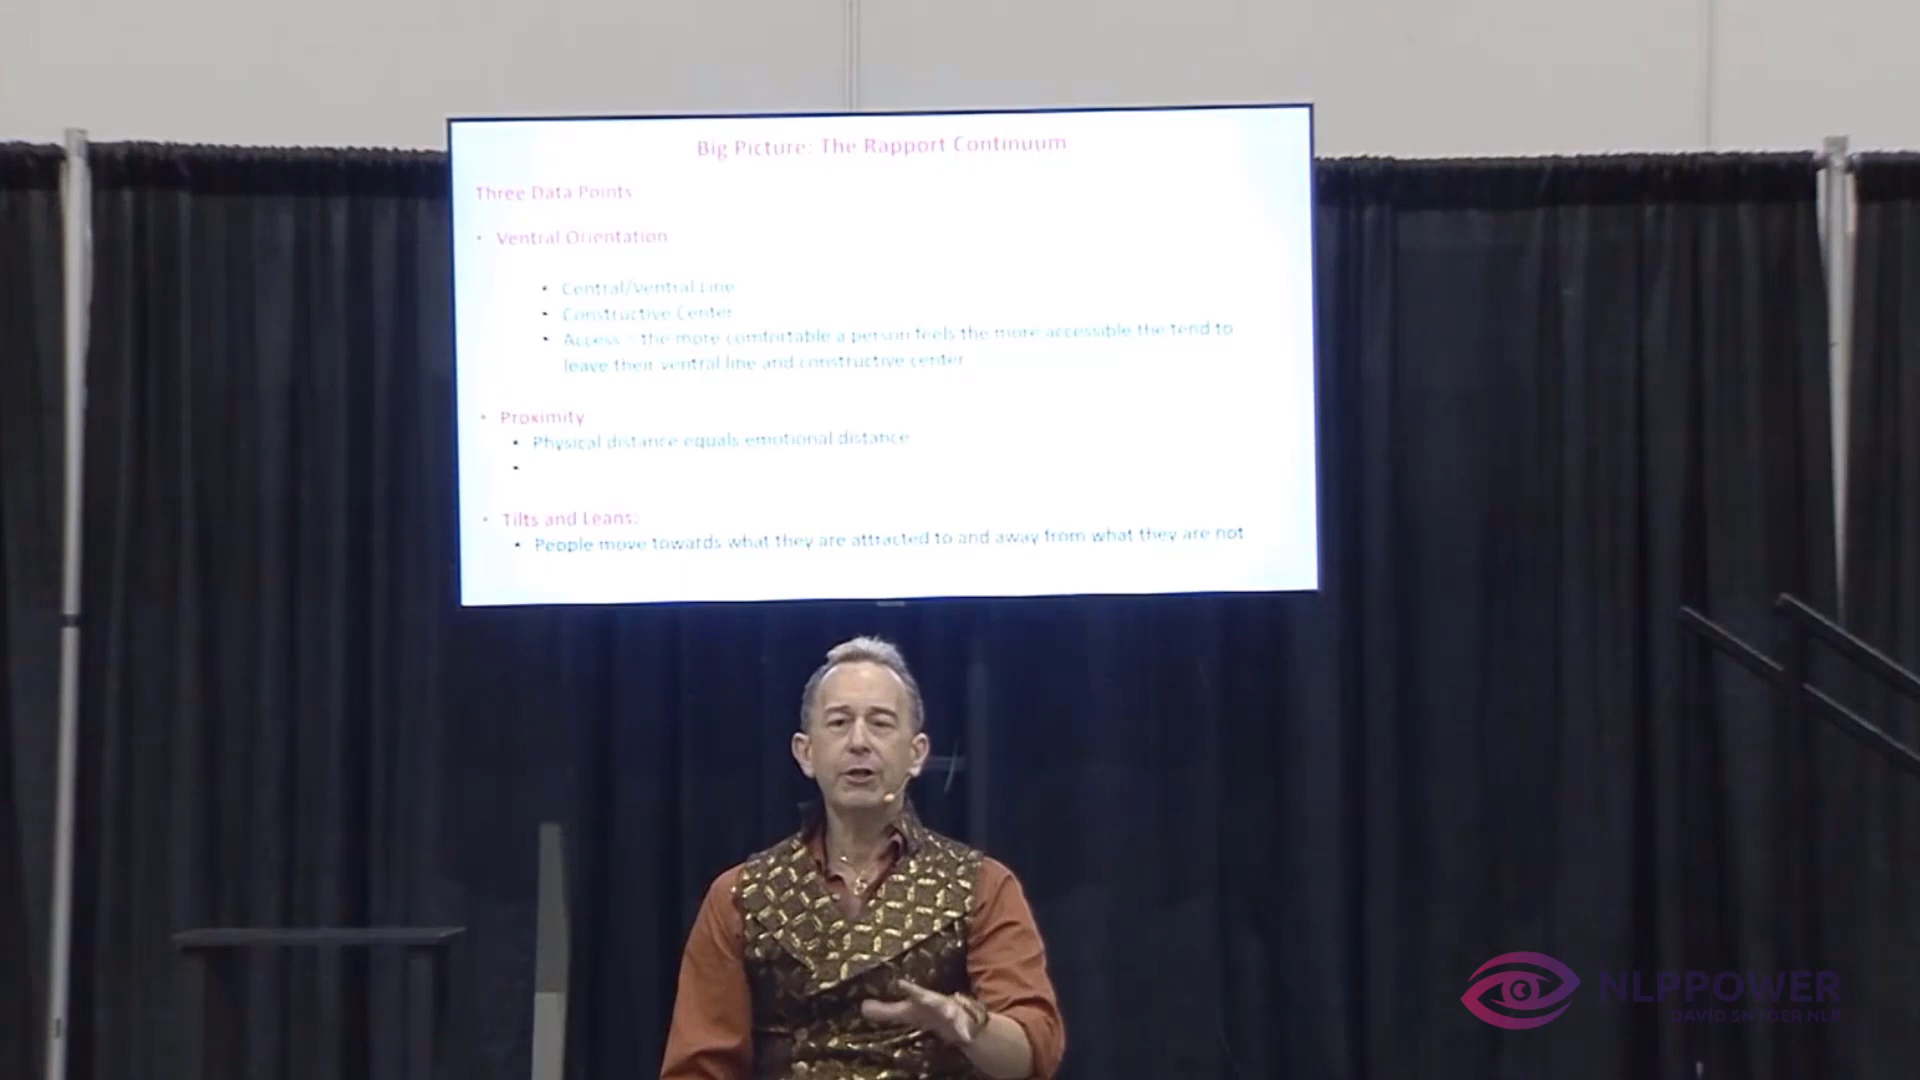 Big Picture: The Rapport Continuum
Three Data Points
• Ventral Orientation
• Central/Ventral Line
• Constructive Center
• Access - the more comfortable a person feels the more accessible the tend to
leave their ventral line and constructive center
• Proximity
• Physical distance equals emotional distance
•
• Tilts and Leans:
• People move towards what they are attracted to and away from what they are not
NLPPOWER
DAVID SNYDER NLP